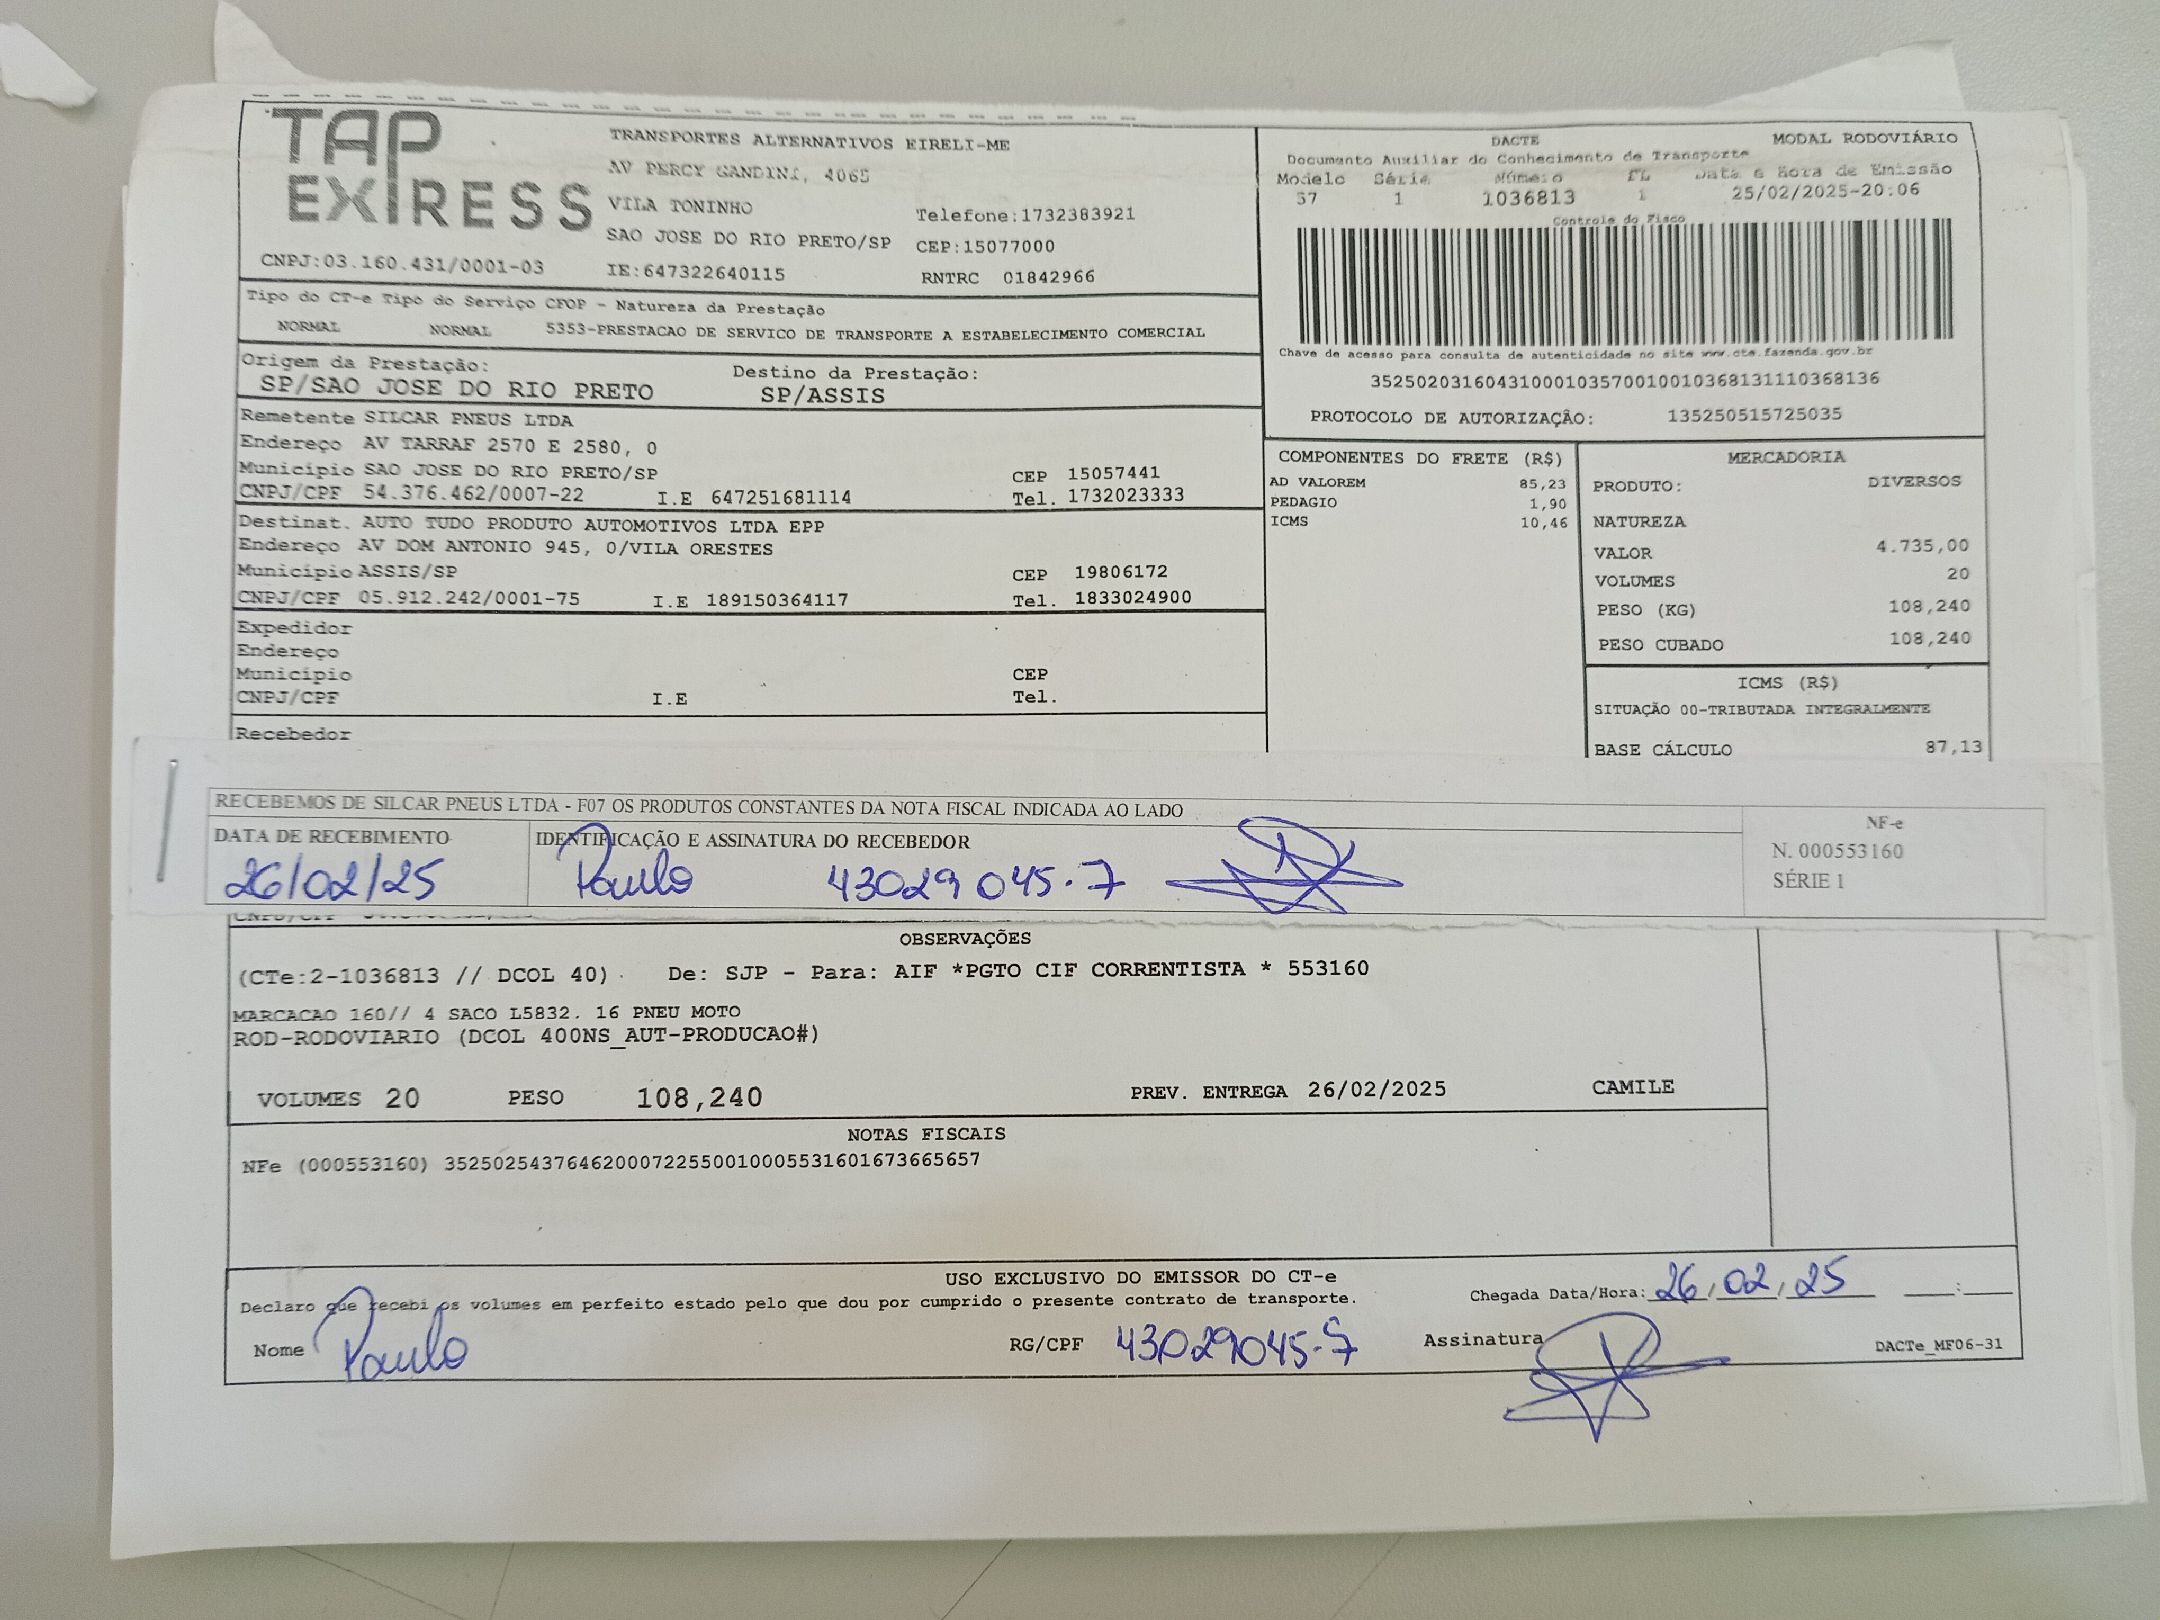 TAP
EXPRESS
TRANSPORTES ALTERNATIVOS EIRELI-ME
AV PERCY GANDINI, 4065
VILA TONINHO
Telefone:1732383921
SAO JOSE DO RIO PRETO/SP CEP:15077000
CNPJ:03.160.431/0001-03 IE:647322640115 RNTRC 01842966
DACTE MODAL RODOVIÁRIO
Documento Auxiliar do Conhecimento de Transporte
Modelo Série Número FL Data e Hora de Emissão
57 1 1036813 1 25/02/2025-20:06
Controle do Fisco
Chave de acesso para consulta de autenticidade no site www.cte.fazenda.gov.br
35250203160431000103570010010368131110368136
PROTOCOLO DE AUTORIZAÇÃO: 135250515725035
Tipo do CT-e Tipo do Serviço CFOP - Natureza da Prestação
NORMAL NORMAL 5353-PRESTACAO DE SERVICO DE TRANSPORTE A ESTABELECIMENTO COMERCIAL
Origem da Prestação: Destino da Prestação:
SP/SAO JOSE DO RIO PRETO SP/ASSIS
Remetente SILCAR PNEUS LTDA
Endereço AV TARRAF 2570 E 2580, 0
Município SAO JOSE DO RIO PRETO/SP CEP 15057441
CNPJ/CPF 54.376.462/0007-22 I.E 647251681114 Tel. 1732023333
Destinat. AUTO TUDO PRODUTO AUTOMOTIVOS LTDA EPP
Endereço AV DOM ANTONIO 945, 0/VILA ORESTES
Município ASSIS/SP CEP 19806172
CNPJ/CPF 05.912.242/0001-75 I.E 189150364117 Tel. 1833024900
Expedidor
Endereço
Município CEP
CNPJ/CPF I.E Tel.
Recebedor
COMPONENTES DO FRETE (R$)
AD VALOREM 85,23
PEDAGIO 1,90
ICMS 10,46
MERCADORIA
PRODUTO: DIVERSOS
NATUREZA
VALOR 4.735,00
VOLUMES 20
PESO (KG) 108,240
PESO CUBADO 108,240
ICMS (R$)
SITUAÇÃO 00-TRIBUTADA INTEGRALMENTE
BASE CÁLCULO 87,13
RECEBEMOS DE SILCAR PNEUS LTDA - F07 OS PRODUTOS CONSTANTES DA NOTA FISCAL INDICADA AO LADO
DATA DE RECEBIMENTO IDENTIFICAÇÃO E ASSINATURA DO RECEBEDOR
26/02/25 Paulo 43029045-7
NF-e
N. 000553160
SÉRIE 1
OBSERVAÇÕES
(CTe:2-1036813 // DCOL 40) De: SJP - Para: AIF *PGTO CIF CORRENTISTA * 553160
MARCACAO 160// 4 SACO L5832. 16 PNEU MOTO
ROD-RODOVIARIO (DCOL 400NS_AUT-PRODUCAO#)
VOLUMES 20 PESO 108,240 PREV. ENTREGA 26/02/2025 CAMILE
NOTAS FISCAIS
NFe (000553160) 35250254376462000722550010005531601673665657
USO EXCLUSIVO DO EMISSOR DO CT-e
Declaro que recebi os volumes em perfeito estado pelo que dou por cumprido o presente contrato de transporte. Chegada Data/Hora: 26/02/25 :
Nome Paulo RG/CPF 43029045-7 Assinatura DACTe_MF06-31